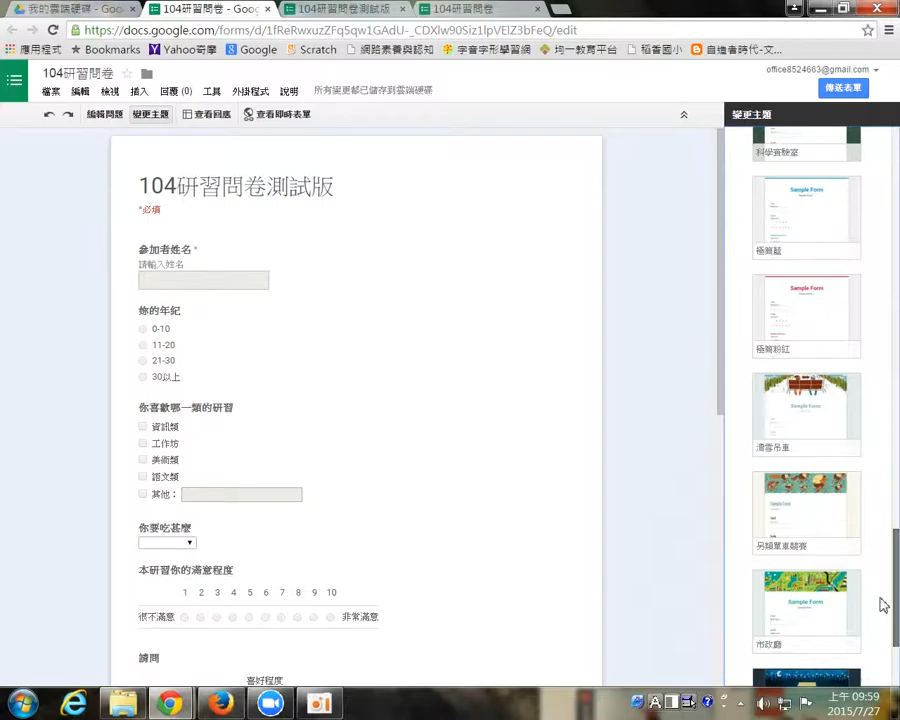 我的雲端硬碟 - Goo
104研習問卷 - Goog
104研習問卷測試版
104研習問卷
https://docs.google.com/forms/d/1fReRwxuzZFq5qw1GAdU-_CDXlw90Siz1lpVElZ3bFeQ/edit
應用程式
Bookmarks
Yahoo奇摩
Google
Scratch
網路素養與認知
字音字形學習網
均一教育平台
稻香國小
自造者時代-文...
104研習問卷
office8524663@gmail.com
檔案 編輯 檢視 插入 回覆 (0) 工具 外掛程式 說明
所有變更都已儲存到雲端硬碟
傳送表單
編輯問題 變更主題 查看回應 查看即時表單
變更主題
104研習問卷測試版
*必填
參加者姓名 *
請輸入姓名
妳的年紀
0-10
11-20
21-30
30以上
你喜歡哪一類的研習
資訊類
工作坊
美術類
語文類
其他：
你要吃甚麼
本研習你的滿意程度
1 2 3 4 5 6 7 8 9 10
很不滿意 非常滿意
請問
喜好程度
科學實驗室
Sample Form
極簡藍
Sample Form
極簡粉紅
Sample Form
滑雪吊車
Sample Form
另類單車競賽
Sample Form
市政廳
上午 09:59
2015/7/27